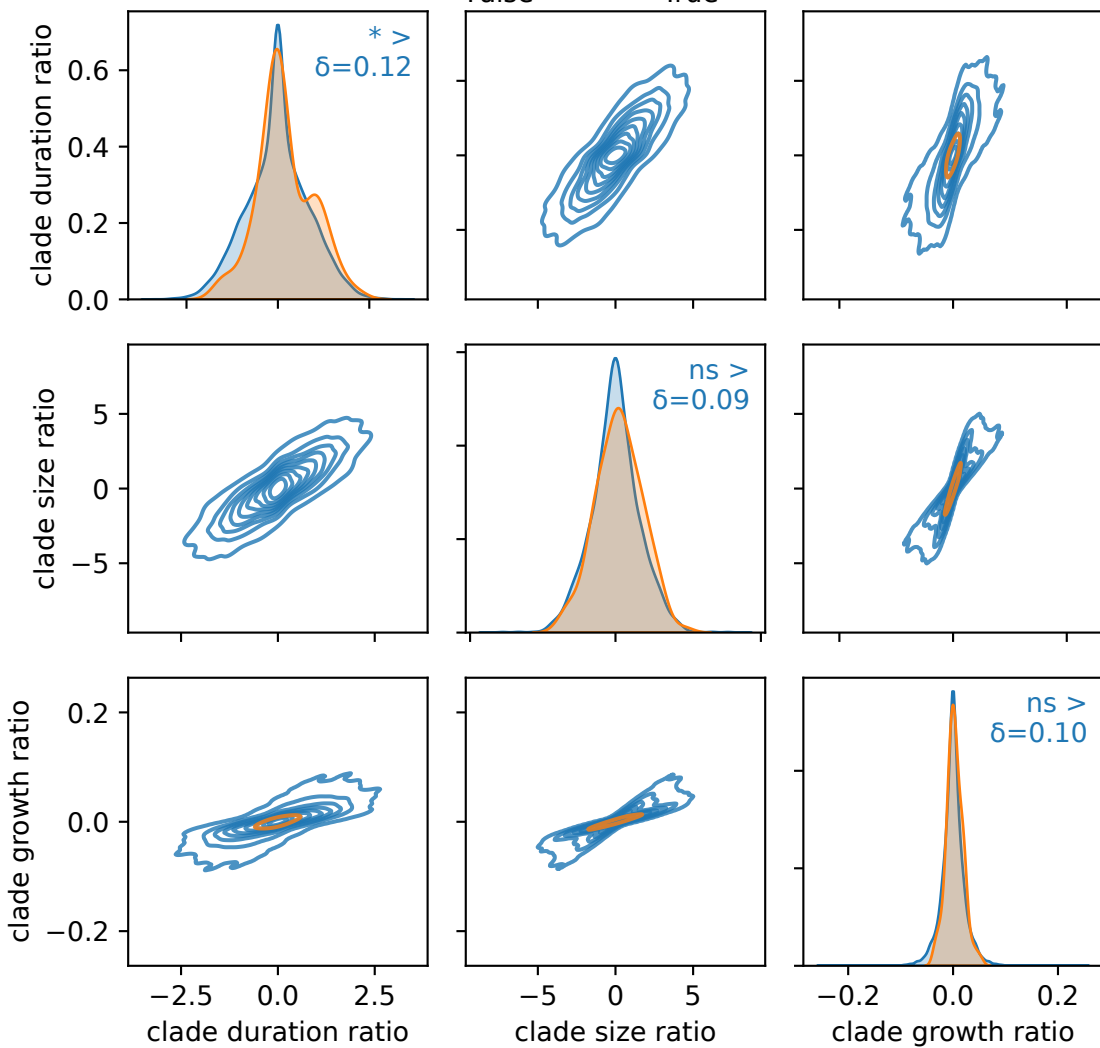 clade duration ratio
0.6
0.4
0.2
0.0
* >
δ=0.12
clade size ratio
5
0
−5
ns >
δ=0.09
clade growth ratio
0.2
0.0
−0.2
ns >
δ=0.10
−2.5 0.0 2.5
−5 0 5
−0.2 0.0 0.2
clade duration ratio
clade size ratio
clade growth ratio